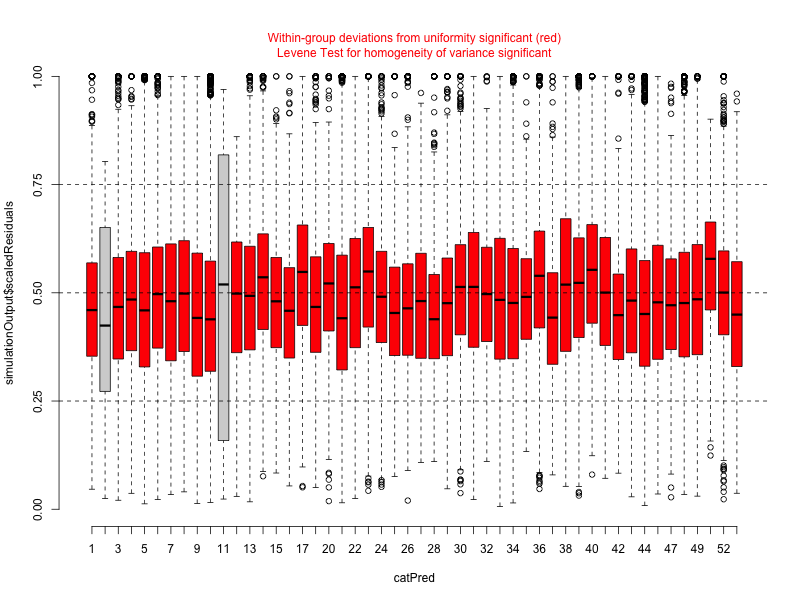 Within-group deviations from uniformity significant (red)
Levene Test for homogeneity of variance significant
simulationOutput$scaledResiduals
1.00
0.75
0.50
0.25
0.00
1 3 5 7 9 11 13 15 17 20 22 24 26 28 30 32 34 36 38 40 42 44 47 49 52
catPred